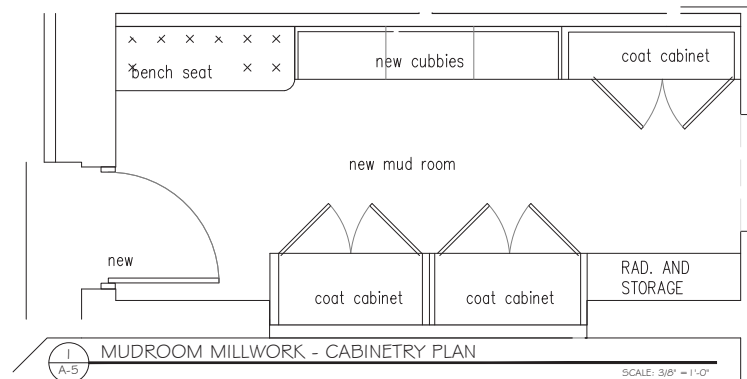 bench seat
new cubbies
coat cabinet
new mud room
new
coat cabinet
coat cabinet
RAD. AND
STORAGE
1
A-5
MUDROOM MILLWORK - CABINETRY PLAN
SCALE: 3/8" = 1'-0"